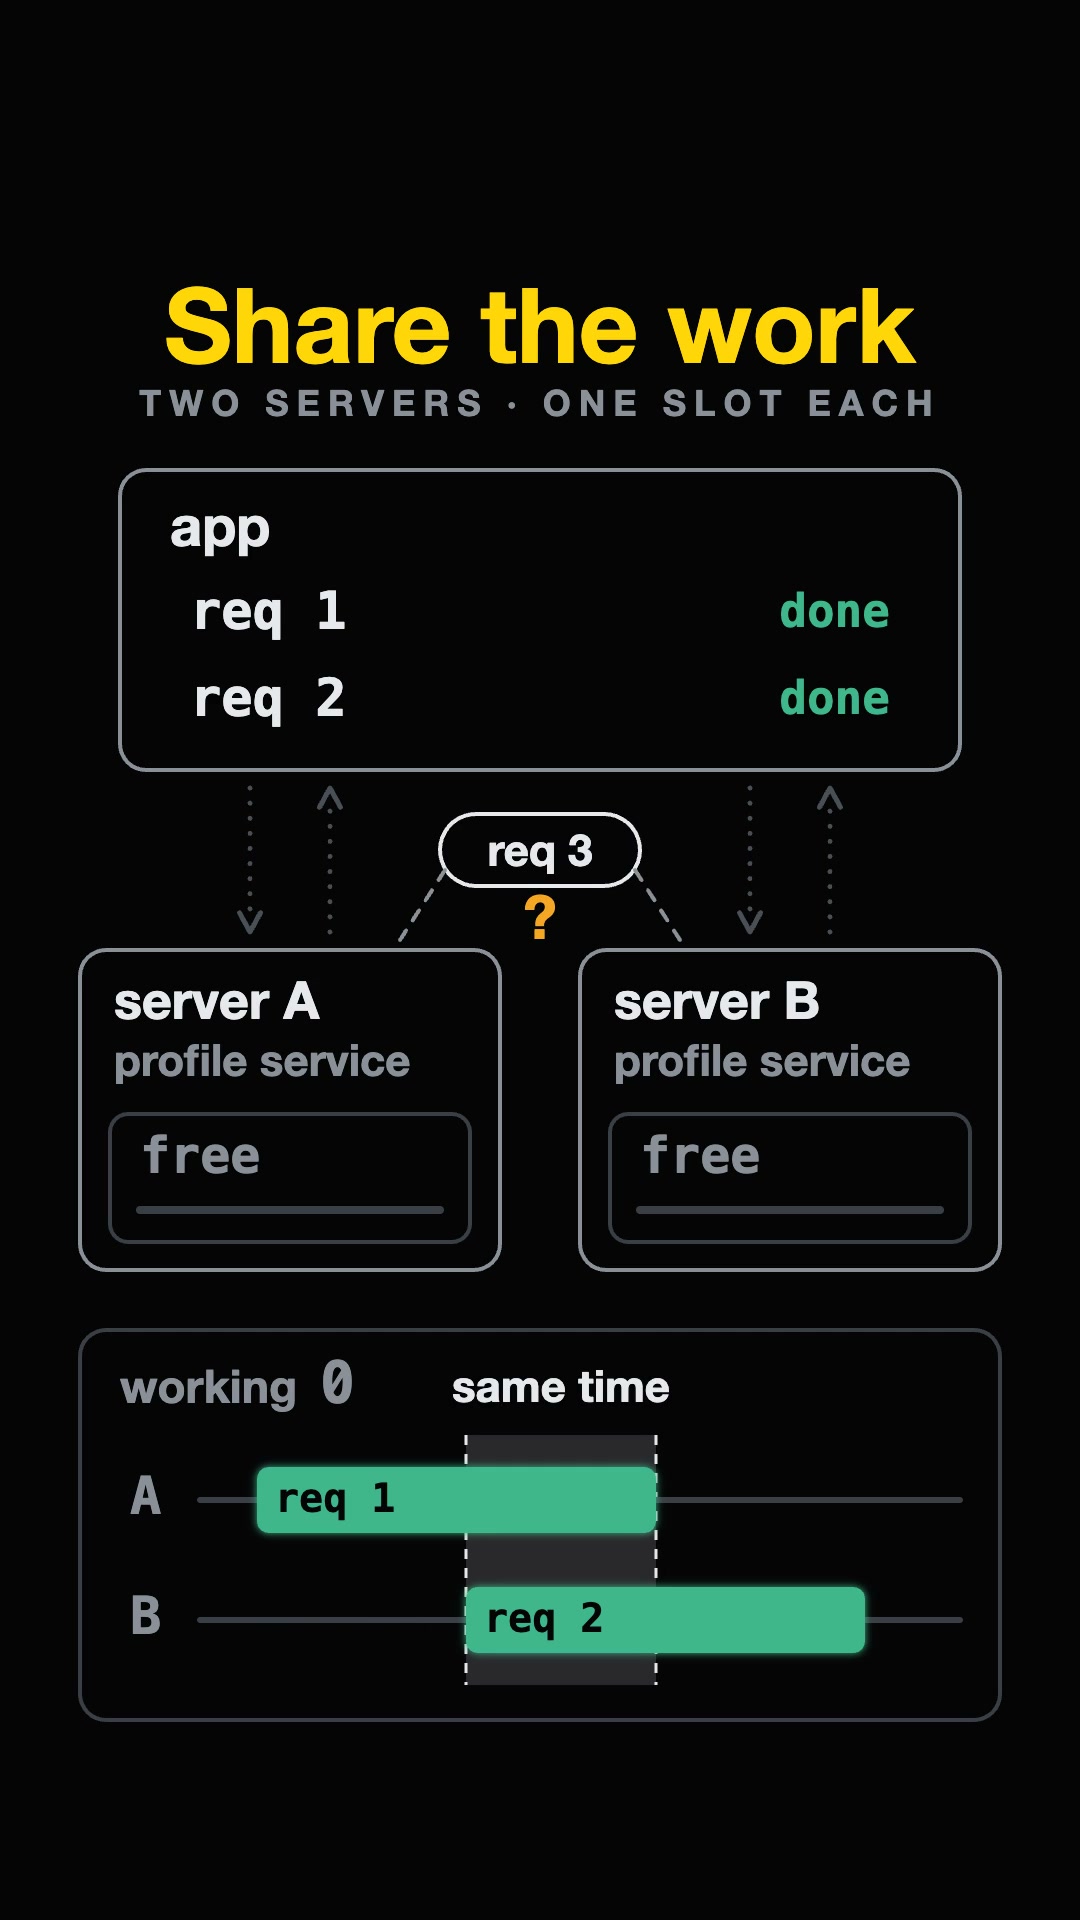 Share the work
TWO SERVERS · ONE SLOT EACH
app
req 1 done
req 2 done
req 3
?
server A
profile service
free
server B
profile service
free
working 0 same time
A req 1
B req 2